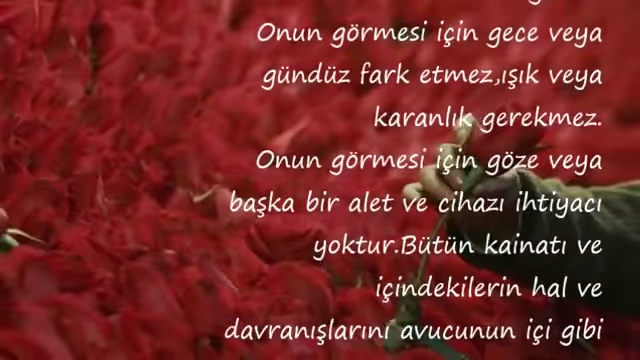 Onun görmesi için gece veya
gündüz fark etmez,ışık veya
karanlık gerekmez.
Onun görmesi için göze veya
başka bir alet ve cihazı ihtiyacı
yoktur.Bütün kainatı ve
içindekilerin hal ve
davranışlarını avucunun içi gibi